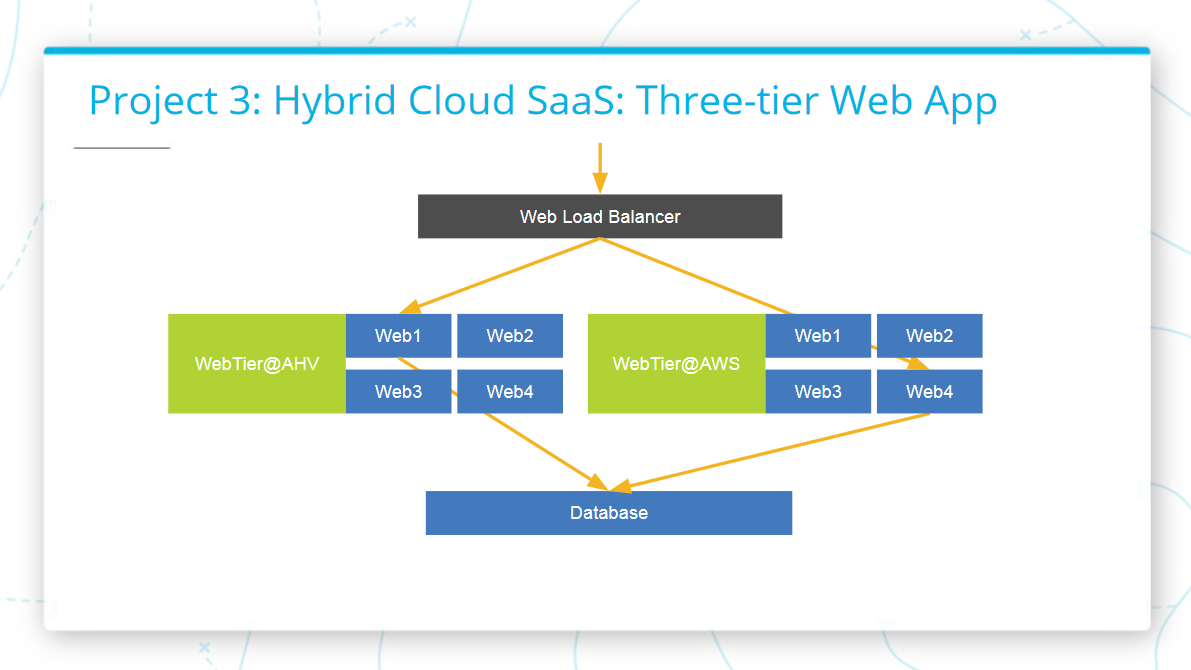 Project 3: Hybrid Cloud SaaS: Three-tier Web App
Web Load Balancer
WebTier@AHV
Web1
Web2
Web3
Web4
WebTier@AWS
Web1
Web2
Web3
Web4
Database